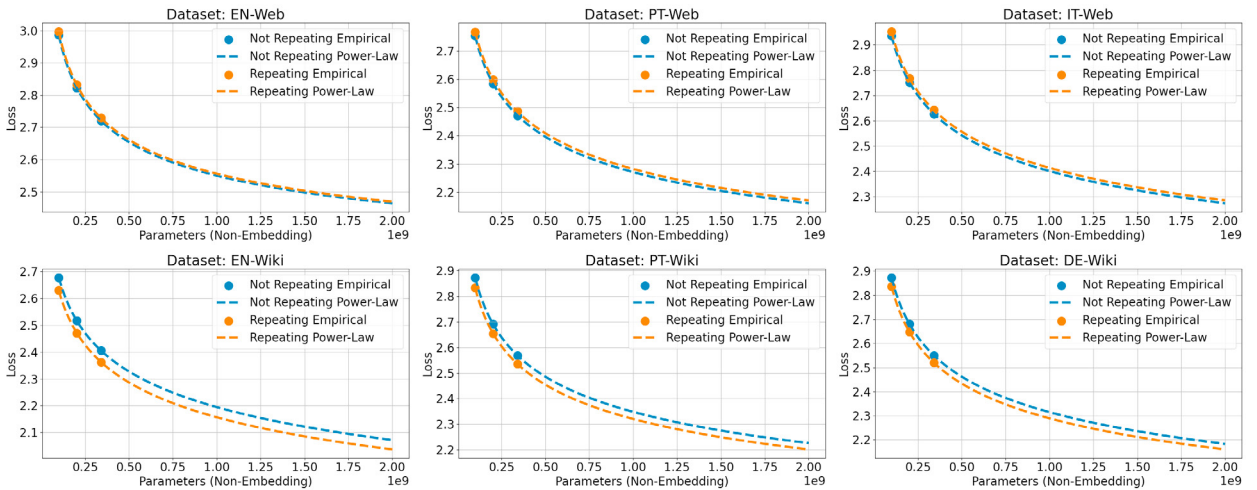 Dataset: EN-Web
3.0
2.9
2.8
2.7
2.6
2.5
Loss
Not Repeating Empirical
Not Repeating Power-Law
Repeating Empirical
Repeating Power-Law
0.25 0.50 0.75 1.00 1.25 1.50 1.75 2.00
Parameters (Non-Embedding) 1e9
Dataset: PT-Web
2.7
2.6
2.5
2.4
2.3
2.2
Loss
Not Repeating Empirical
Not Repeating Power-Law
Repeating Empirical
Repeating Power-Law
0.25 0.50 0.75 1.00 1.25 1.50 1.75 2.00
Parameters (Non-Embedding) 1e9
Dataset: IT-Web
2.9
2.8
2.7
2.6
2.5
2.4
2.3
Loss
Not Repeating Empirical
Not Repeating Power-Law
Repeating Empirical
Repeating Power-Law
0.25 0.50 0.75 1.00 1.25 1.50 1.75 2.00
Parameters (Non-Embedding) 1e9
Dataset: EN-Wiki
2.7
2.6
2.5
2.4
2.3
2.2
2.1
Loss
Not Repeating Empirical
Not Repeating Power-Law
Repeating Empirical
Repeating Power-Law
0.25 0.50 0.75 1.00 1.25 1.50 1.75 2.00
Parameters (Non-Embedding) 1e9
Dataset: PT-Wiki
2.9
2.8
2.7
2.6
2.5
2.4
2.3
2.2
Loss
Not Repeating Empirical
Not Repeating Power-Law
Repeating Empirical
Repeating Power-Law
0.25 0.50 0.75 1.00 1.25 1.50 1.75 2.00
Parameters (Non-Embedding) 1e9
Dataset: DE-Wiki
2.9
2.8
2.7
2.6
2.5
2.4
2.3
2.2
Loss
Not Repeating Empirical
Not Repeating Power-Law
Repeating Empirical
Repeating Power-Law
0.25 0.50 0.75 1.00 1.25 1.50 1.75 2.00
Parameters (Non-Embedding) 1e9